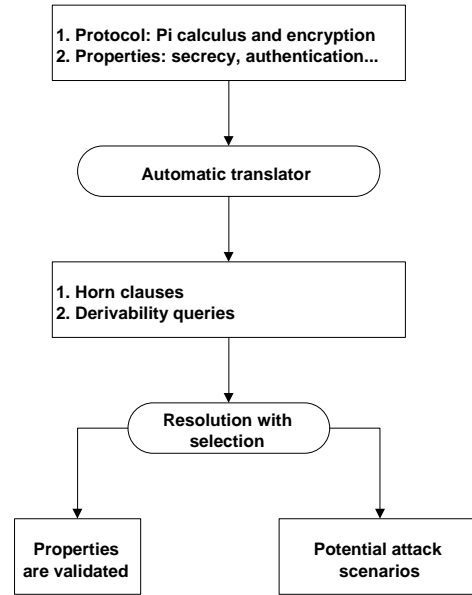 1. Protocol: Pi calculus and encryption
2. Properties: secrecy, authentication...
Automatic translator
1. Horn clauses
2. Derivability queries
Resolution with
selection
Properties
are validated
Potential attack
scenarios